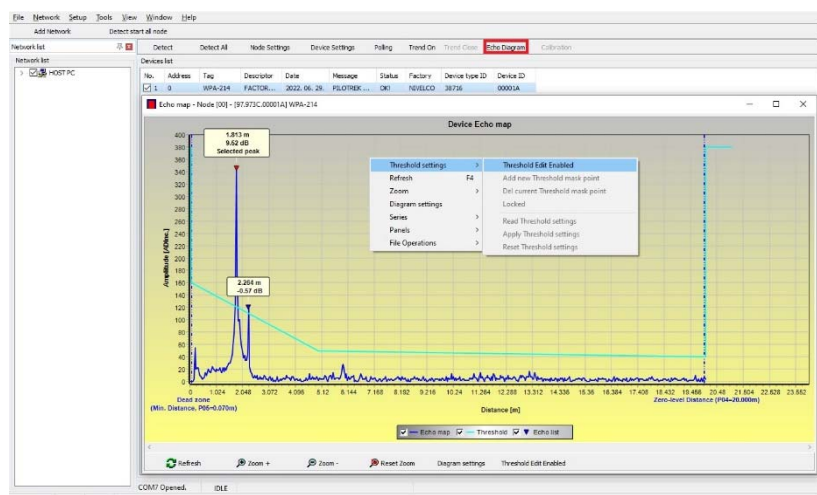 File Network Setup Tools View Window Help
Add Network Detect start all node
Network list
Detect Detect All Node Settings Device Settings Polling Trend On Trend Close Echo Diagram Calibration
Network list
HOST PC
Devices list
No. Address Tag Descriptor Date Message Status Factory Device type ID Device ID
1 0 WPA-214 FACTOR... 2022. 06. 29. PILOTREK ... OK! NIVELCO 38716 00001A
Echo map - Node [00] - [97.973C.00001A] WPA-214
Device Echo map
1.813 m
9.52 dB
Selected peak
2.204 m
-0.57 dB
Threshold settings
Refresh F4
Zoom
Diagram settings
Series
Panels
File Operations
Threshold Edit Enabled
Add new Threshold mask point
Del current Threshold mask point
Locked
Read Threshold settings
Apply Threshold settings
Reset Threshold settings
Amplitude [ADInc.]
400
380
360
340
320
300
280
260
240
220
200
180
160
140
120
100
80
60
40
20
0
0 1.024 2.048 3.072 4.096 5.12 6.144 7.168 8.192 9.216 10.24 11.264 12.288 13.312 14.336 15.36 16.384 17.408 18.432 19.456 20.48 21.504 22.528 23.552
Dead zone
(Min. Distance, P05=0.070m)
Zero-level Distance (P04=20.000m)
Distance [m]
Echo map Threshold Echo list
Refresh Zoom + Zoom - Reset Zoom Diagram settings Threshold Edit Enabled
COM7 Opened. IDLE